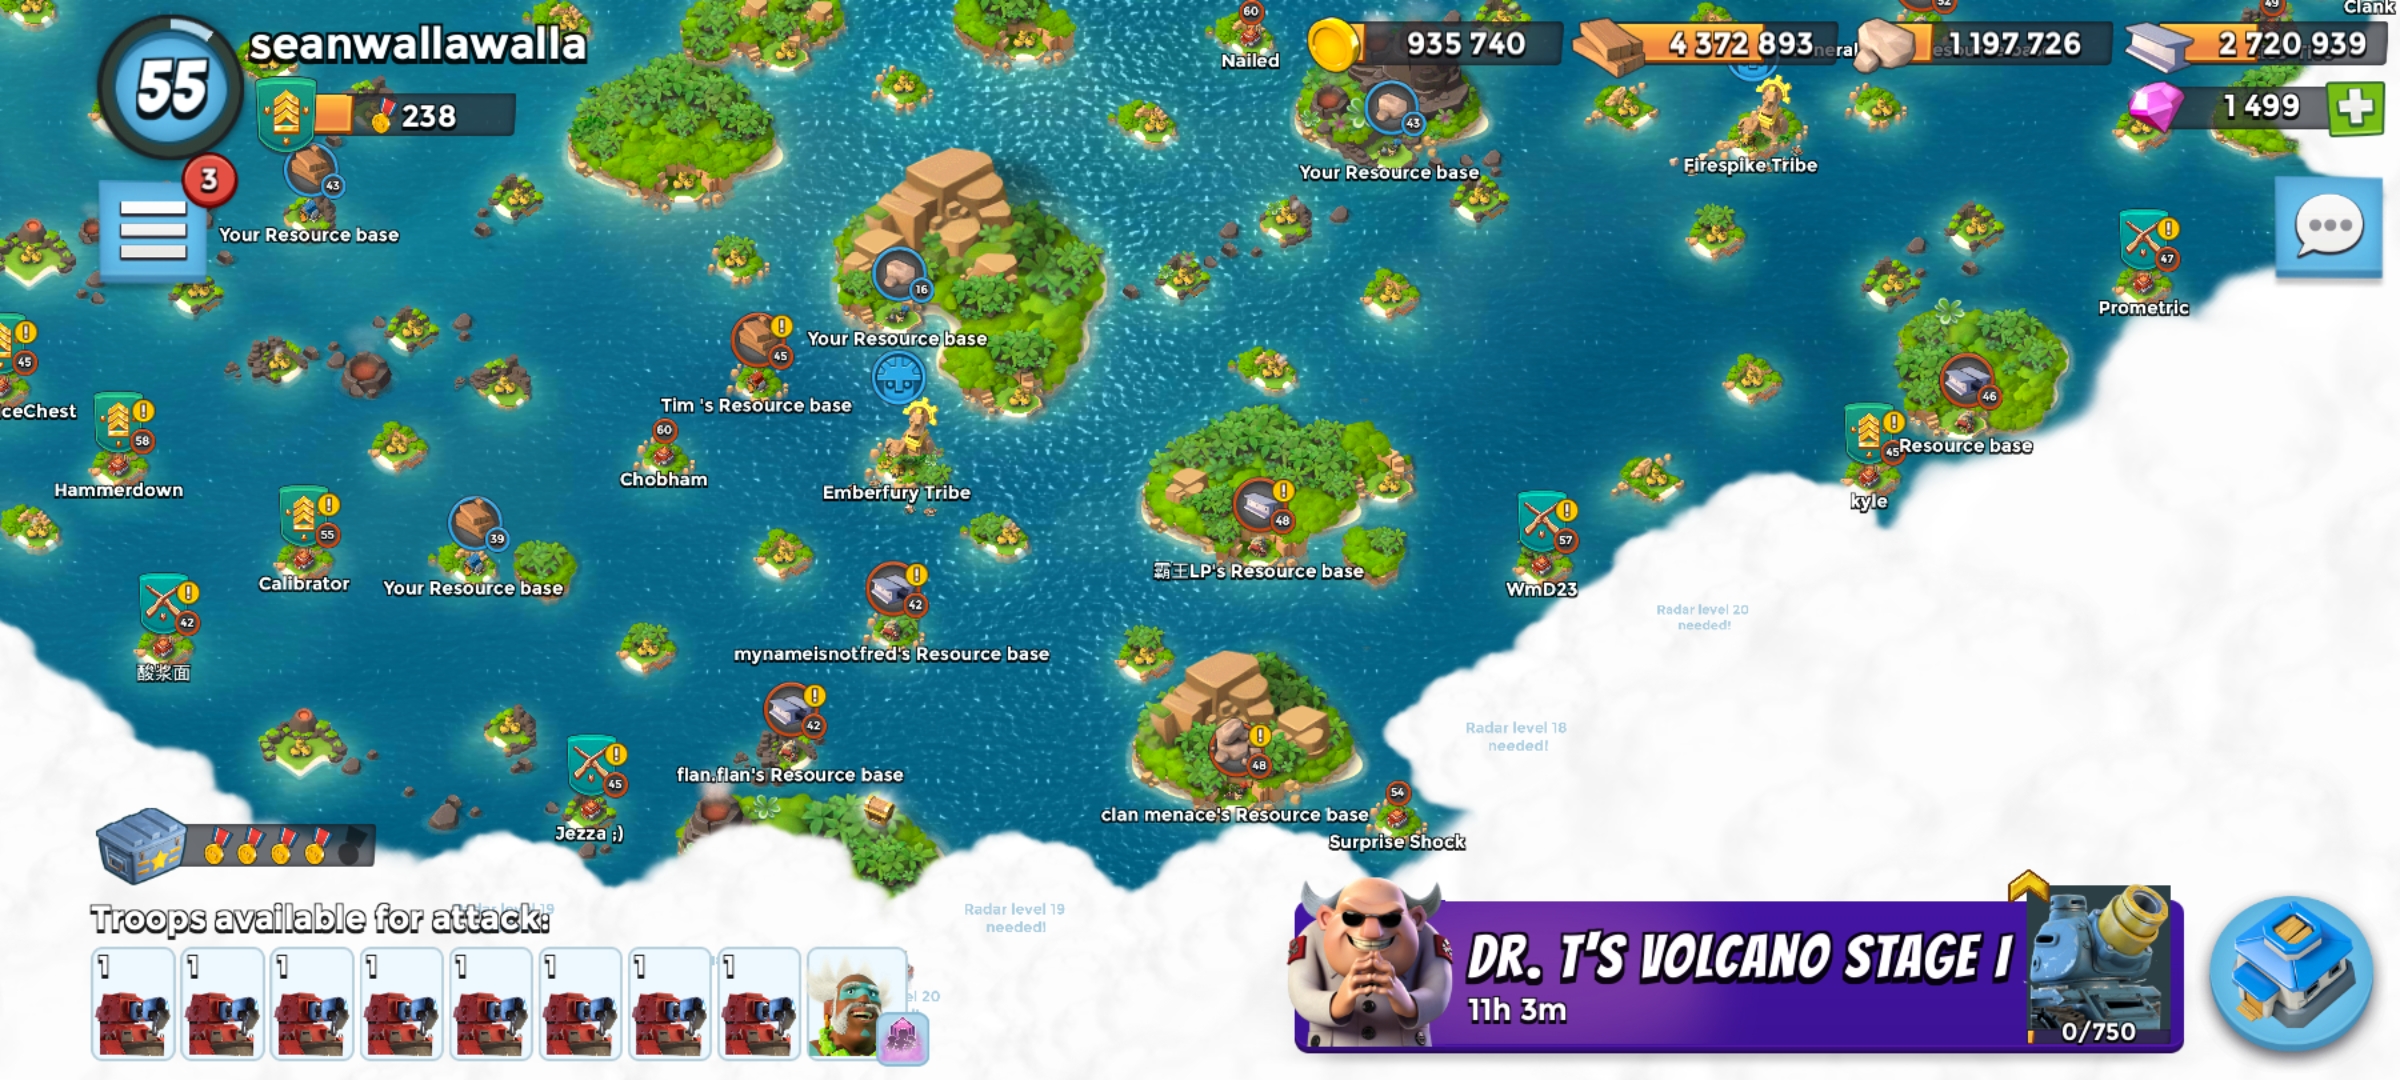 60
52
49
Clank
55
seanwallawalla
935 740
4 372 893
1 197 726
2 720 939
Nailed
238
1 499
43
43
3
Your Resource base
Firespike Tribe
Your Resource base
47
16
Prometric
45
Your Resource base
45
46
ceChest
Tim 's Resource base
58
60
45
Resource base
Hammerdown
Chobham
Emberfury Tribe
kyle
55
39
48
57
Calibrator
Your Resource base
霸王LP's Resource base
WmD23
42
42
Radar level 20
needed!
酸浆面
mynameisnotfred's Resource base
42
Radar level 18
needed!
45
flan.flan's Resource base
48
54
Jezza ;)
clan menace's Resource base
Surprise Shock
Troops available for attack:
Radar level 19
needed!
1 1 1 1 1 1 1 1
DR. T'S VOLCANO STAGE I
11h 3m
0/750